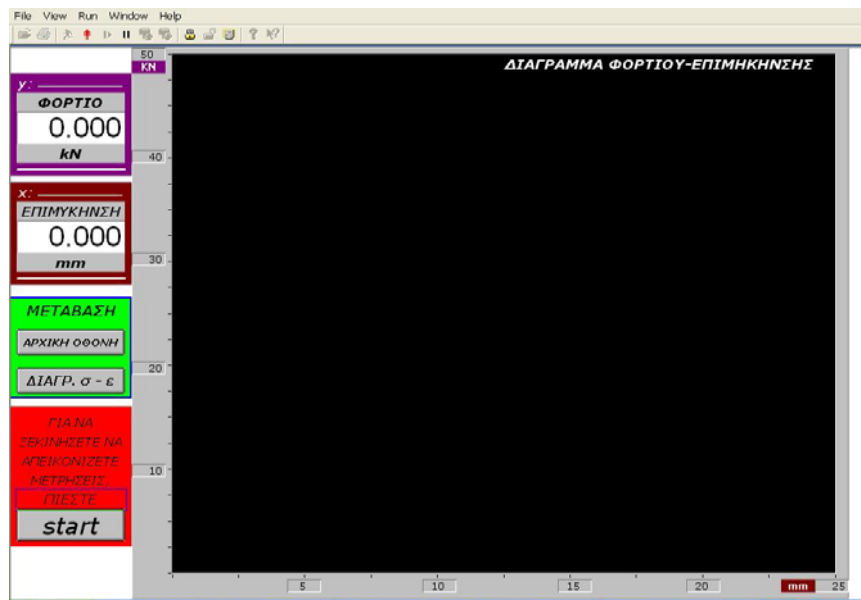 File View Run Window Help
50
KN
ΔΙΑΓΡΑΜΜΑ ΦΟΡΤΙΟΥ-ΕΠΙΜΗΚΗΝΣΗΣ
y:
ΦΟΡΤΙΟ
0.000
kN
40
x:
ΕΠΙΜΥΚΗΝΣΗ
0.000
mm
30
ΜΕΤΑΒΑΣΗ
ΑΡΧΙΚΗ ΟΘΟΝΗ
20
ΔΙΑΓΡ. σ - ε
ΓΙΑ ΝΑ
ΞΕΚΙΝΗΣΕΤΕ ΝΑ
ΑΠΕΙΚΟΝΙΖΕΤΕ
10
ΜΕΤΡΗΣΕΙΣ,
ΠΙΕΣΤΕ
start
5 10 15 20 mm 25